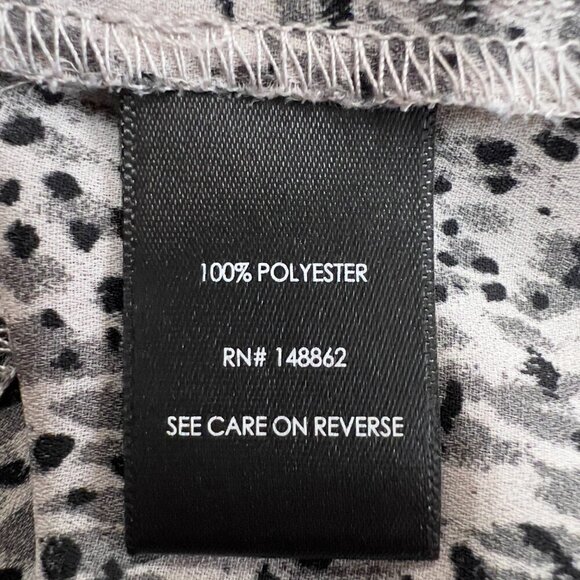 100% POLYESTER
RN# 148862
SEE CARE ON REVERSE